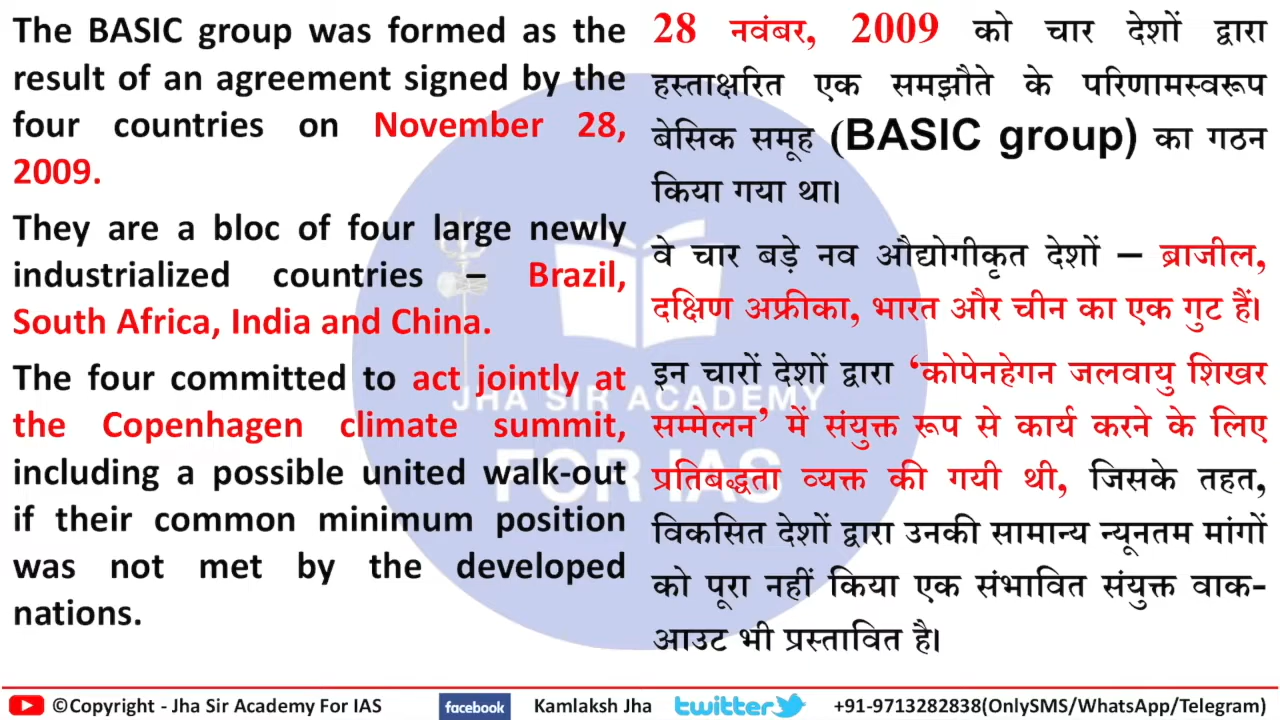 The BASIC group was formed as the
result of an agreement signed by the
four countries on November 28,
2009.
They are a bloc of four large newly
industrialized countries – Brazil,
South Africa, India and China.
The four committed to act jointly at
the Copenhagen climate summit,
including a possible united walk-out
if their common minimum position
was not met by the developed
nations.
28 नवंबर, 2009 को चार देशों द्वारा
हस्ताक्षरित एक समझौते के परिणामस्वरूप
बेसिक समूह (BASIC group) का गठन
किया गया था।
वे चार बड़े नव औद्योगीकृत देशों – ब्राजील,
दक्षिण अफ्रीका, भारत और चीन का एक गुट हैं।
इन चारों देशों द्वारा ‘कोपेनहेगन जलवायु शिखर
सम्मेलन’ में संयुक्त रूप से कार्य करने के लिए
प्रतिबद्धता व्यक्त की गयी थी, जिसके तहत,
विकसित देशों द्वारा उनकी सामान्य न्यूनतम मांगों
को पूरा नहीं किया एक संभावित संयुक्त वाक-
आउट भी प्रस्तावित है।
JHA SIR ACADEMY
FOR IAS
©Copyright - Jha Sir Academy For IAS facebook Kamlaksh Jha twitter +91-9713282838(OnlySMS/WhatsApp/Telegram)